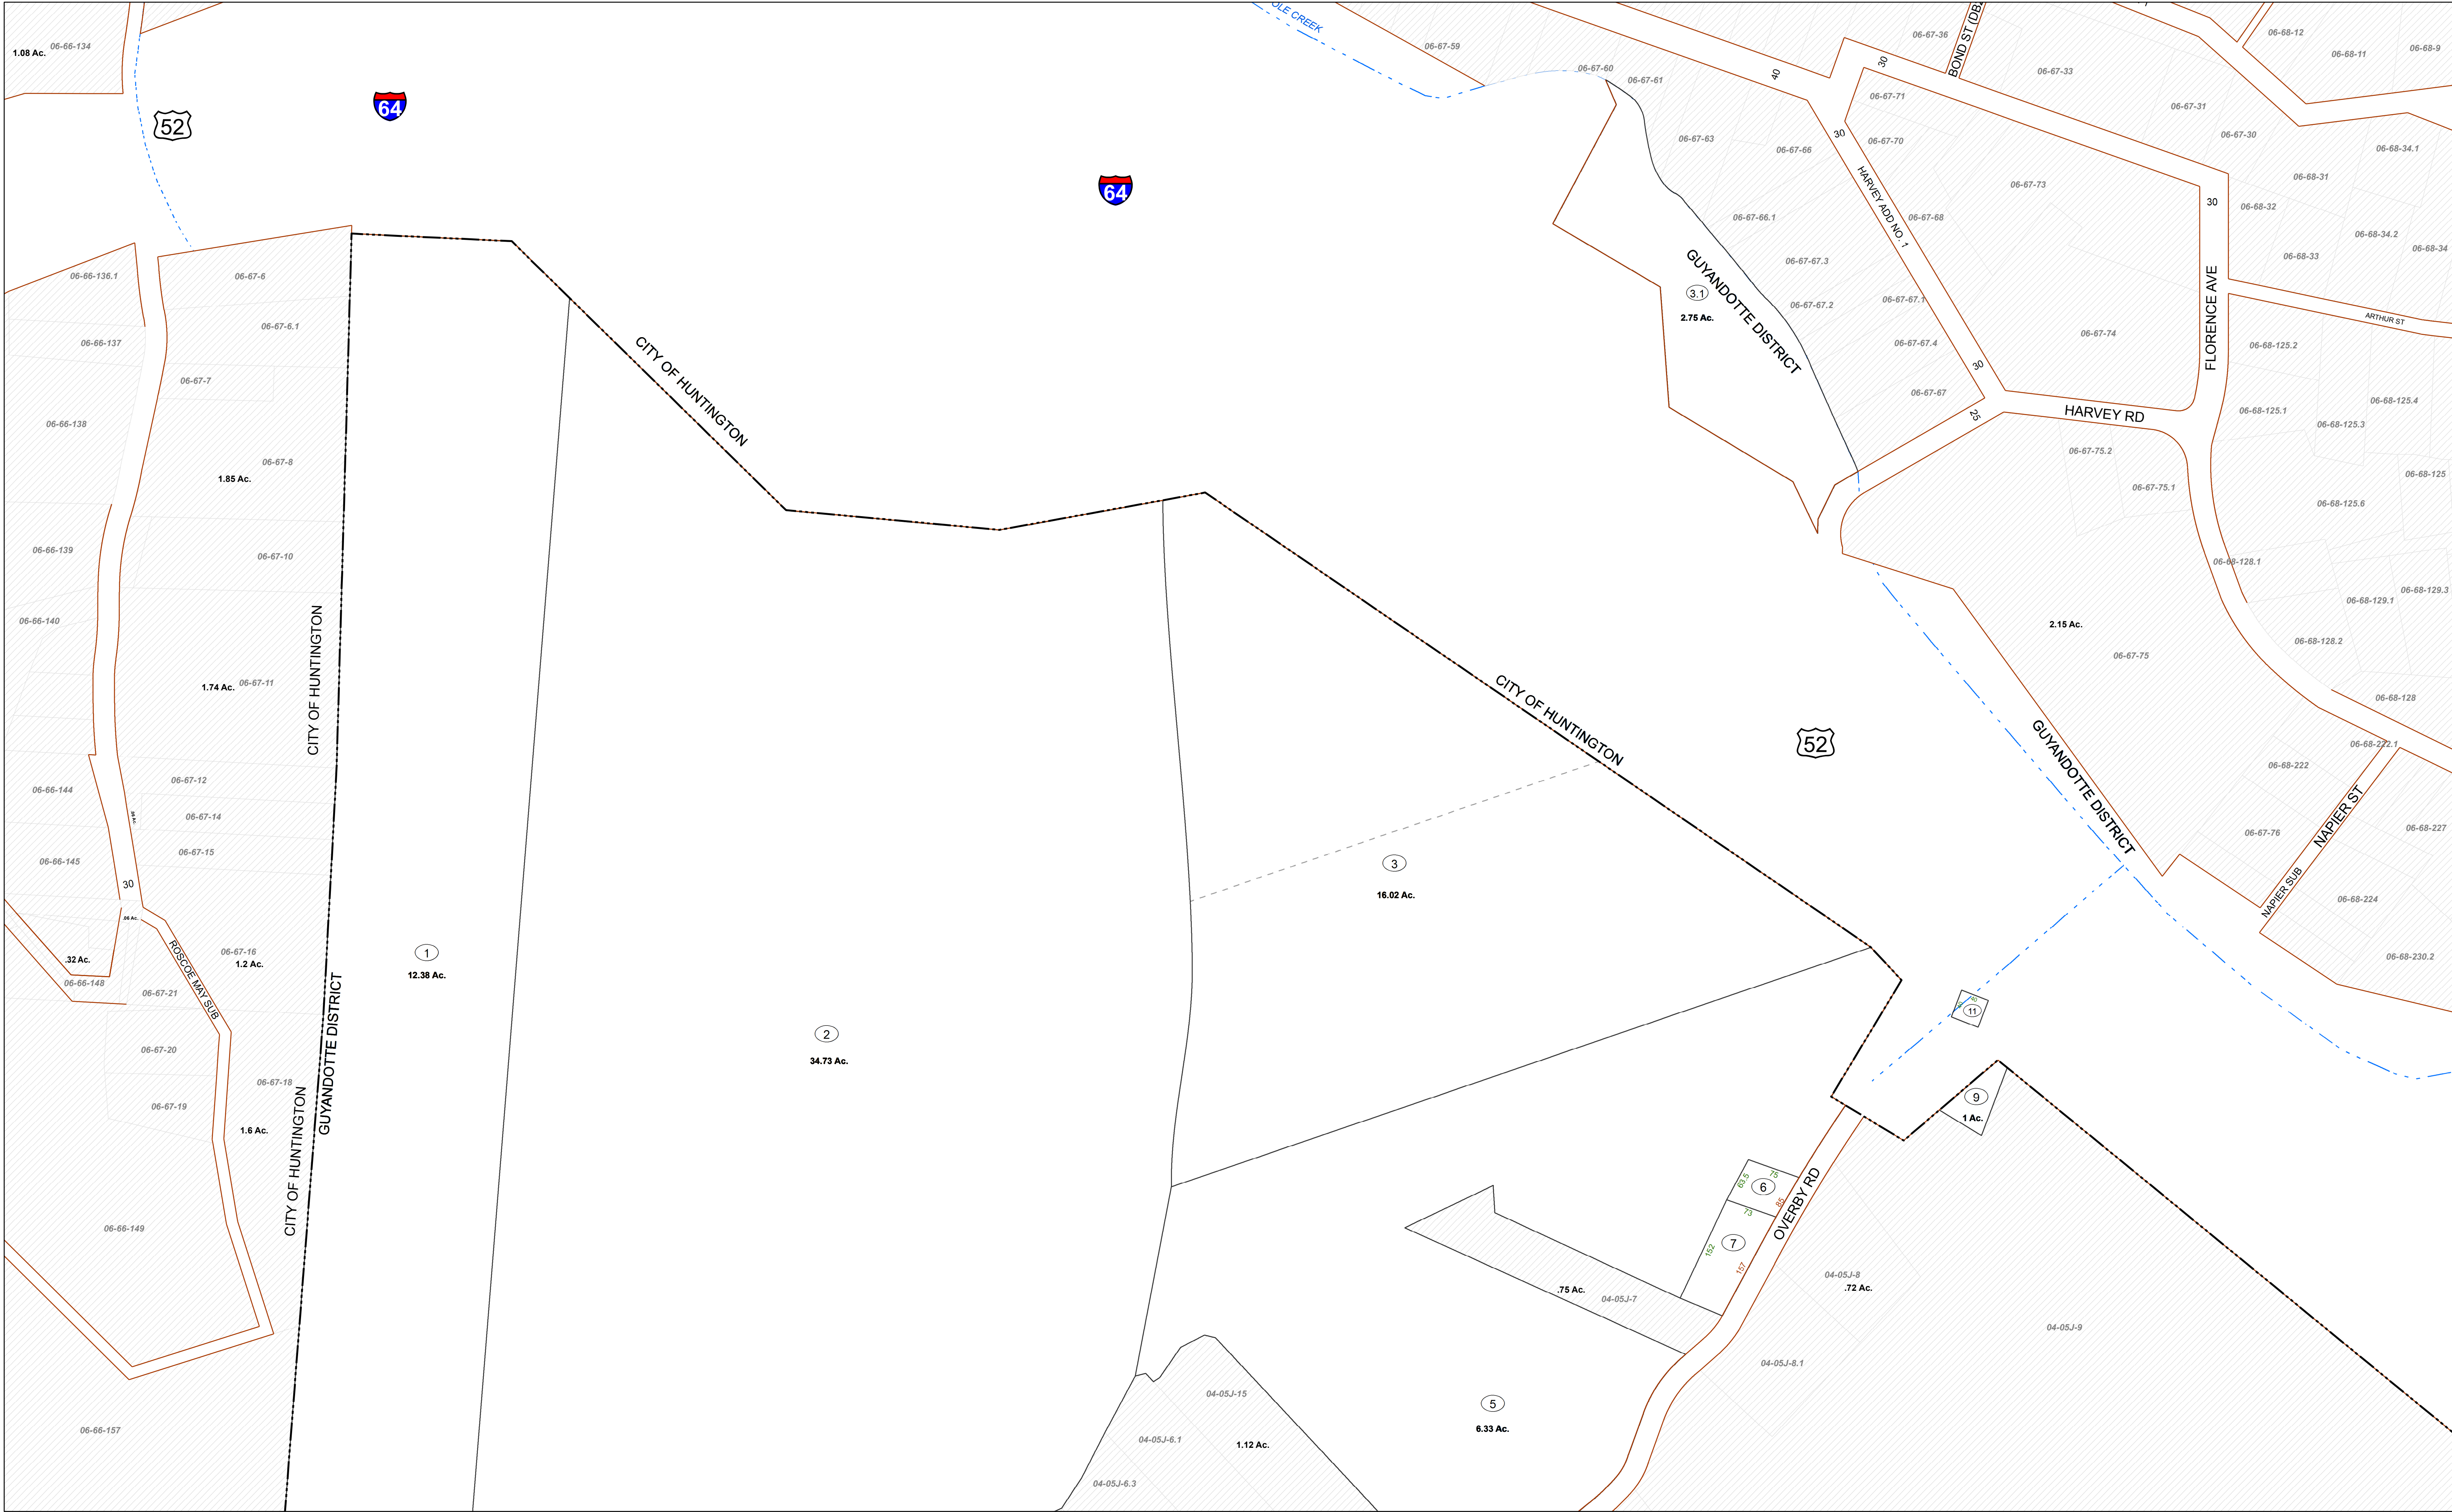 OLE CREEK
BOND ST (DB
1.08 Ac.
06-66-134
52
64
64
06-67-59
06-67-60
06-67-61
40
30
06-67-36
06-67-33
06-68-12
06-68-11
06-68-9
06-67-71
06-67-31
06-67-63
06-67-66
30
06-67-70
06-67-30
06-68-34.1
HARVEY ADD NO. 1
06-67-73
06-68-31
30
06-68-32
06-67-66.1
06-67-68
06-68-34.2
06-68-34
06-68-33
06-66-136.1
06-67-6
GUYANDOTTE DISTRICT
06-67-67.3
3.1
2.75 Ac.
06-67-67.2
06-67-67.1
FLORENCE AVE
ARTHUR ST
06-67-6.1
06-66-137
CITY OF HUNTINGTON
06-67-67.4
06-67-74
06-68-125.2
06-67-7
30
06-67-67
06-68-125.4
25
HARVEY RD
06-68-125.1
06-66-138
06-68-125.3
06-67-8
1.85 Ac.
06-67-75.2
06-68-125
06-67-75.1
06-68-125.6
06-66-139
06-67-10
06-68-128.1
06-68-129.3
06-68-129.1
06-66-140
CITY OF HUNTINGTON
2.15 Ac.
06-68-128.2
06-67-75
1.74 Ac.
06-67-11
CITY OF HUNTINGTON
06-68-128
52
GUYANDOTTE DISTRICT
06-68-222.1
06-68-222
06-66-144
06-67-12
06-67-14
NAPIER ST
06-67-76
06-68-227
06-66-145
06-67-15
3
16.02 Ac.
30
NAPIER SUB
06-68-224
.06 Ac.
ROSCOE MAY SUB
06-67-16
1.2 Ac.
.32 Ac.
06-66-148
06-67-21
1
12.38 Ac.
GUYANDOTTE DISTRICT
06-68-230.2
40
11
2
34.73 Ac.
06-67-20
06-67-18
06-67-19
1.6 Ac.
CITY OF HUNTINGTON
9
1 Ac.
75
63.5
6
85
73
7
152
157
OVERBY RD
06-66-149
.75 Ac.
04-05J-7
04-05J-8
.72 Ac.
04-05J-9
04-05J-8.1
04-05J-15
5
6.33 Ac.
06-66-157
04-05J-6.1
1.12 Ac.
04-05J-6.3